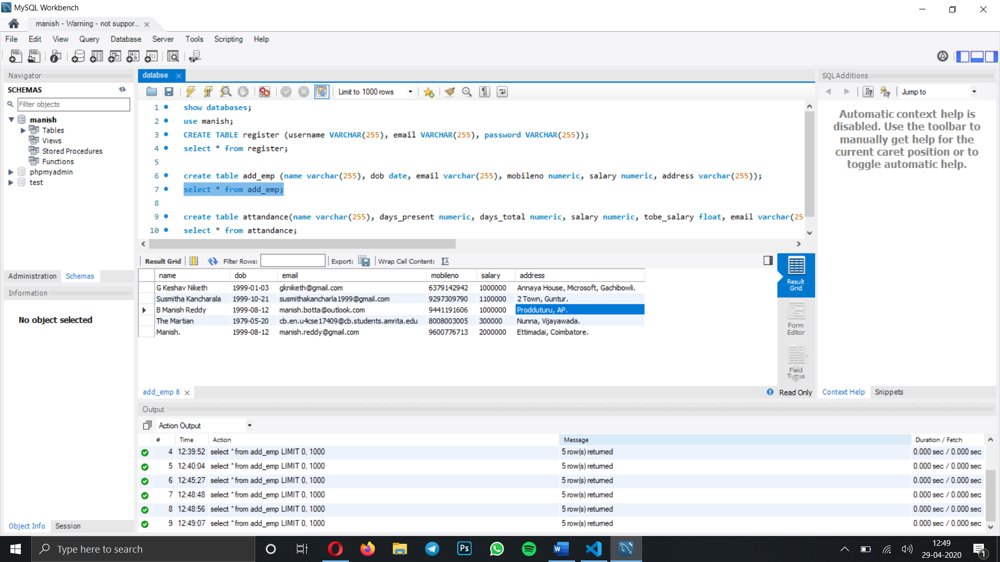 MySQL Workbench
manish - Warning - not suppor...
File Edit View Query Database Server Tools Scripting Help
Navigator
SCHEMAS
Filter objects
manish
Tables
Views
Stored Procedures
Functions
phpmyadmin
test
Administration Schemas
Information
No object selected
Object Info Session
databse
Limit to 1000 rows
1 show databases;
2 use manish;
3 CREATE TABLE register (username VARCHAR(255), email VARCHAR(255), password VARCHAR(255));
4 select * from register;
5
6 create table add_emp (name varchar(255), dob date, email varchar(255), mobileno numeric, salary numeric, address varchar(255));
7 select * from add_emp;
8
9 create table attandance(name varchar(255), days_present numeric, days_total numeric, salary numeric, tobe_salary float, email varchar(25
10 select * from attandance;
Result Grid Filter Rows: Export: Wrap Cell Content:
name dob email mobileno salary address
G Keshav Niketh 1999-01-03 gkniketh@gmail.com 6379142942 1000000 Annaya House, Microsoft, Gachibowli.
Susmitha Kancharala 1999-10-21 susmithakancharla1999@gmail.com 9297309790 1100000 2 Town, Guntur.
B Manish Reddy 1999-08-12 manish.botta@outlook.com 9441191606 1000000 Prodduturu, AP.
The Martian 1979-05-20 cb.en.u4cse17409@cb.students.amrita.edu 8008003005 300000 Nunna, Vijayawada.
Manish. 1999-08-12 manish.reddy@gmail.com 9600776713 2000000 Ettimadai, Coimbatore.
Result
Grid
Form
Editor
Field
Types
add_emp 8
Read Only
SQLAdditions
Jump to
Automatic context help is
disabled. Use the toolbar to
manually get help for the
current caret position or to
toggle automatic help.
Context Help Snippets
Output
Action Output
# Time Action Message Duration / Fetch
4 12:39:52 select * from add_emp LIMIT 0, 1000 5 row(s) returned 0.000 sec / 0.000 sec
5 12:40:04 select * from add_emp LIMIT 0, 1000 5 row(s) returned 0.000 sec / 0.000 sec
6 12:45:27 select * from add_emp LIMIT 0, 1000 5 row(s) returned 0.000 sec / 0.000 sec
7 12:48:48 select * from add_emp LIMIT 0, 1000 5 row(s) returned 0.000 sec / 0.000 sec
8 12:48:56 select * from add_emp LIMIT 0, 1000 5 row(s) returned 0.000 sec / 0.000 sec
9 12:49:07 select * from add_emp LIMIT 0, 1000 5 row(s) returned 0.000 sec / 0.000 sec
Type here to search
Ps
W
12:49
29-04-2020
1